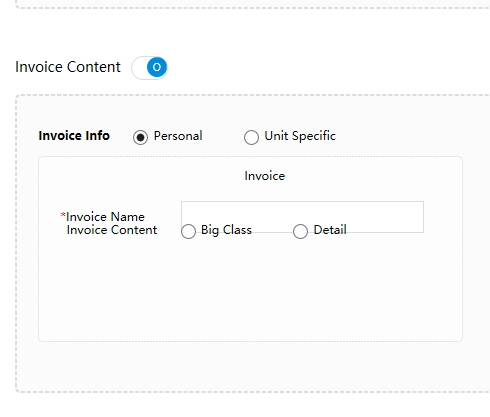 Invoice Content O
Invoice Info Personal Unit Specific
Invoice
*Invoice Name
Invoice Content Big Class Detail